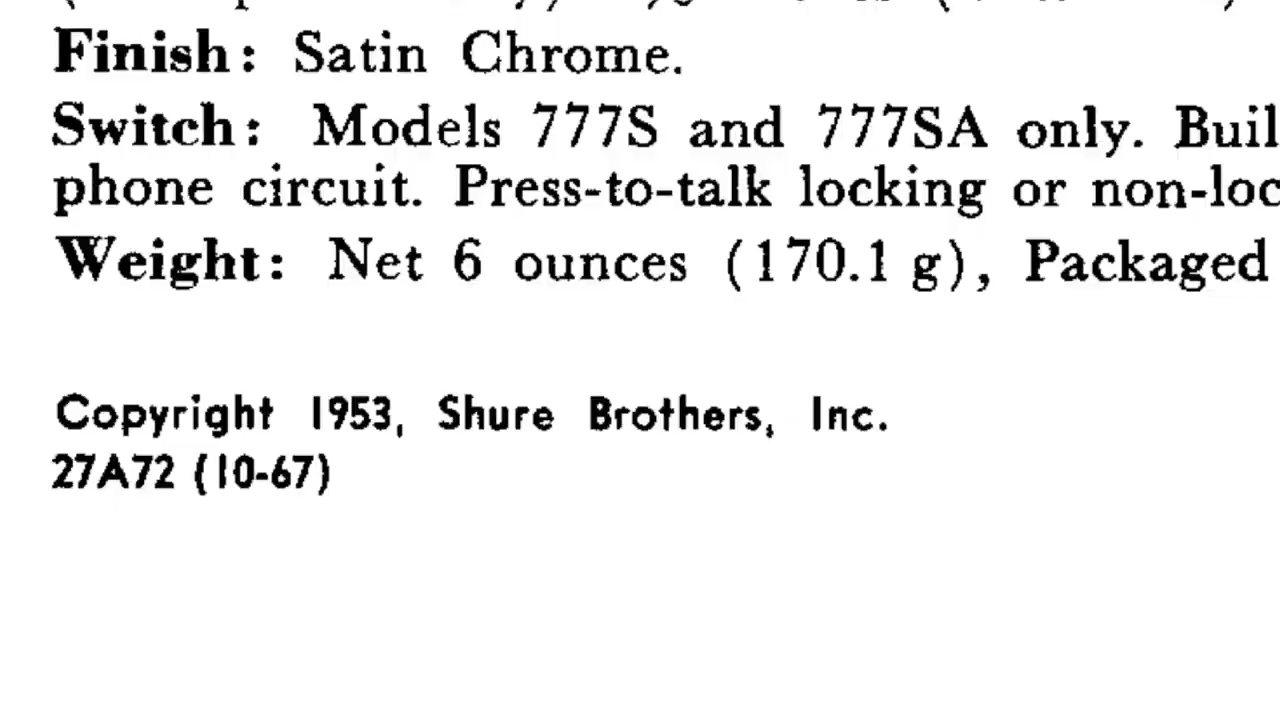 Finish: Satin Chrome.
Switch: Models 777S and 777SA only.
phone circuit. Press-to-talk locking or
Weight: Net 6 ounces (170.1 g), Packaged
Copyright 1953, Shure Brothers, Inc.
27A72 (10-67)